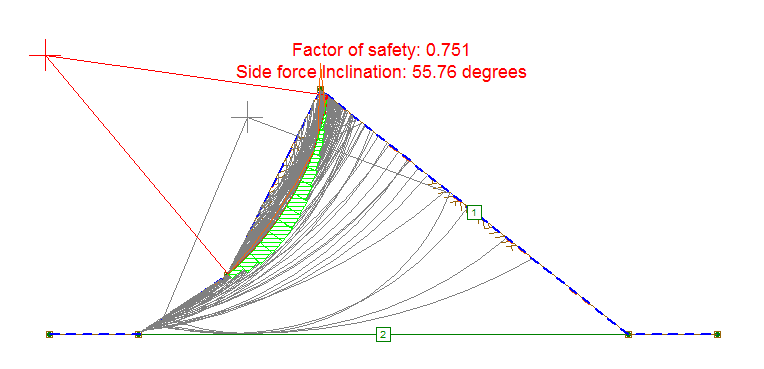 Factor of safety: 0.751
Side force Inclination: 55.76 degrees
1
2